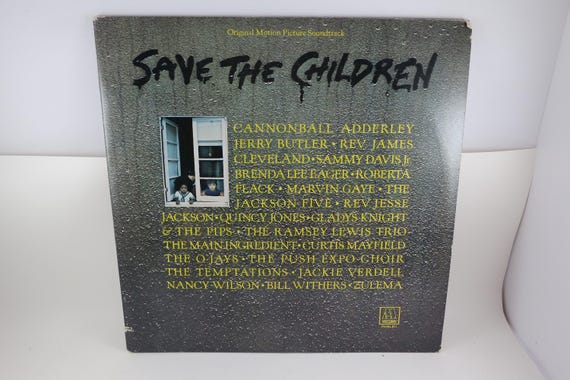 Original Motion Picture Soundtrack
SAVE THE CHILDREN
CANNONBALL ADDERLEY
JERRY BUTLER • REV. JAMES
CLEVELAND • SAMMY DAVIS Jr.
BRENDA LEE EAGER • ROBERTA
FLACK • MARVIN GAYE • THE
JACKSON FIVE • REV. JESSE
JACKSON • QUINCY JONES • GLADYS KNIGHT
& THE PIPS • THE RAMSEY LEWIS TRIO •
THE MAIN INGREDIENT • CURTIS MAYFIELD
THE O'JAYS • THE PUSH EXPO CHOIR
THE TEMPTATIONS • JACKIE VERDELL
NANCY WILSON • BILL WITHERS • ZULEMA